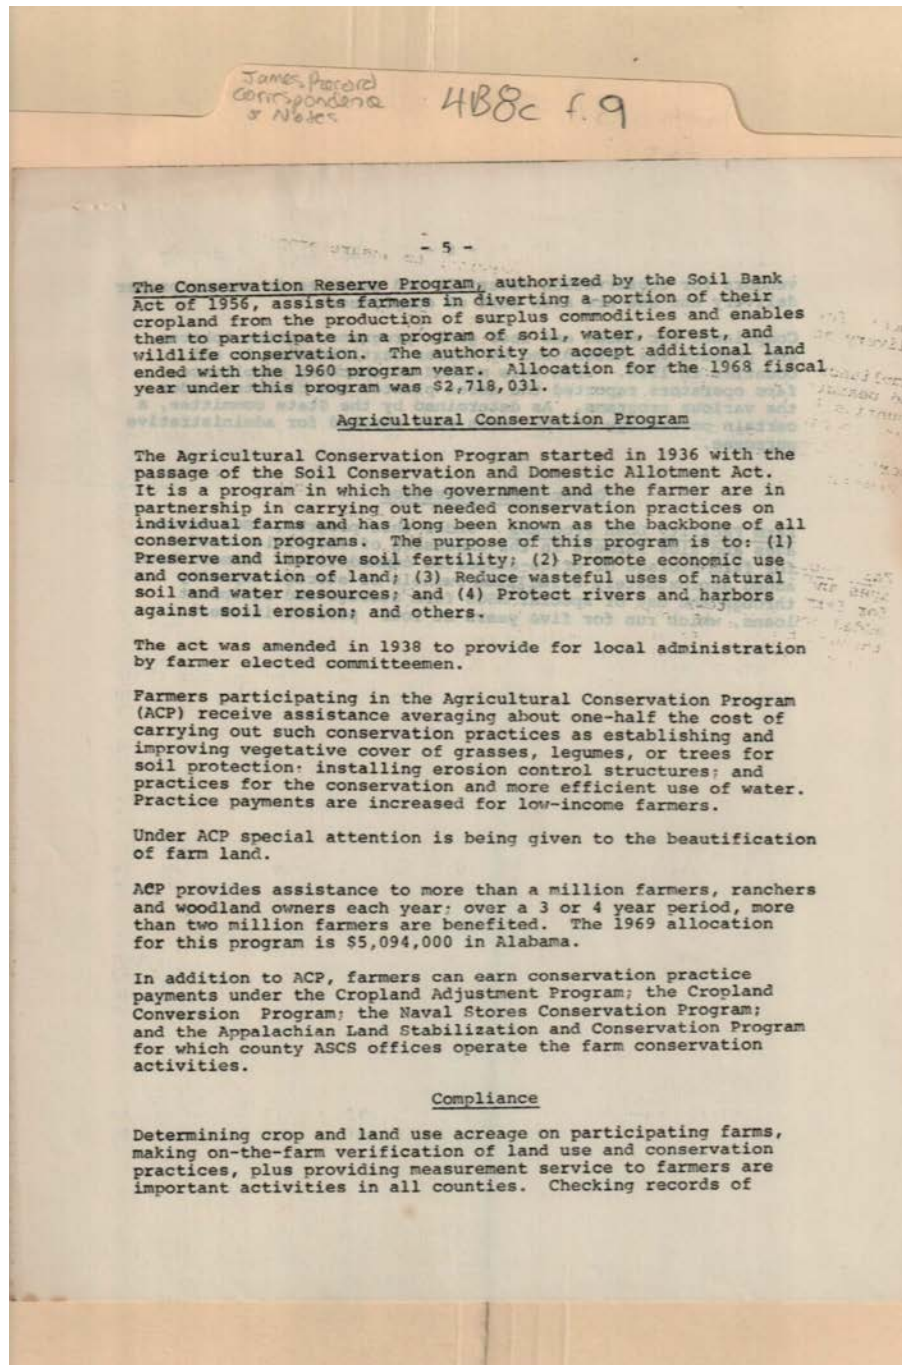 James Record
Correspondence
& Notes
4B8c f.9
- 5 -
The Conservation Reserve Program, authorized by the Soil Bank
Act of 1956, assists farmers in diverting a portion of their
cropland from the production of surplus commodities and enables
them to participate in a program of soil, water, forest, and
wildlife conservation. The authority to accept additional land
ended with the 1960 program year. Allocation for the 1968 fiscal
year under this program was $2,718,031.
Agricultural Conservation Program
The Agricultural Conservation Program started in 1936 with the
passage of the Soil Conservation and Domestic Allotment Act.
It is a program in which the government and the farmer are in
partnership in carrying out needed conservation practices on
individual farms and has long been known as the backbone of all
conservation programs. The purpose of this program is to: (1)
Preserve and improve soil fertility; (2) Promote economic use
and conservation of land; (3) Reduce wasteful uses of natural
soil and water resources; and (4) Protect rivers and harbors
against soil erosion; and others.
The act was amended in 1938 to provide for local administration
by farmer elected committeemen.
Farmers participating in the Agricultural Conservation Program
(ACP) receive assistance averaging about one-half the cost of
carrying out such conservation practices as establishing and
improving vegetative cover of grasses, legumes, or trees for
soil protection; installing erosion control structures; and
practices for the conservation and more efficient use of water.
Practice payments are increased for low-income farmers.
Under ACP special attention is being given to the beautification
of farm land.
ACP provides assistance to more than a million farmers, ranchers
and woodland owners each year; over a 3 or 4 year period, more
than two million farmers are benefited. The 1969 allocation
for this program is $5,094,000 in Alabama.
In addition to ACP, farmers can earn conservation practice
payments under the Cropland Adjustment Program; the Cropland
Conversion Program; the Naval Stores Conservation Program;
and the Appalachian Land Stabilization and Conservation Program
for which county ASCS offices operate the farm conservation
activities.
Compliance
Determining crop and land use acreage on participating farms,
making on-the-farm verification of land use and conservation
practices, plus providing measurement service to farmers are
important activities in all counties. Checking records of